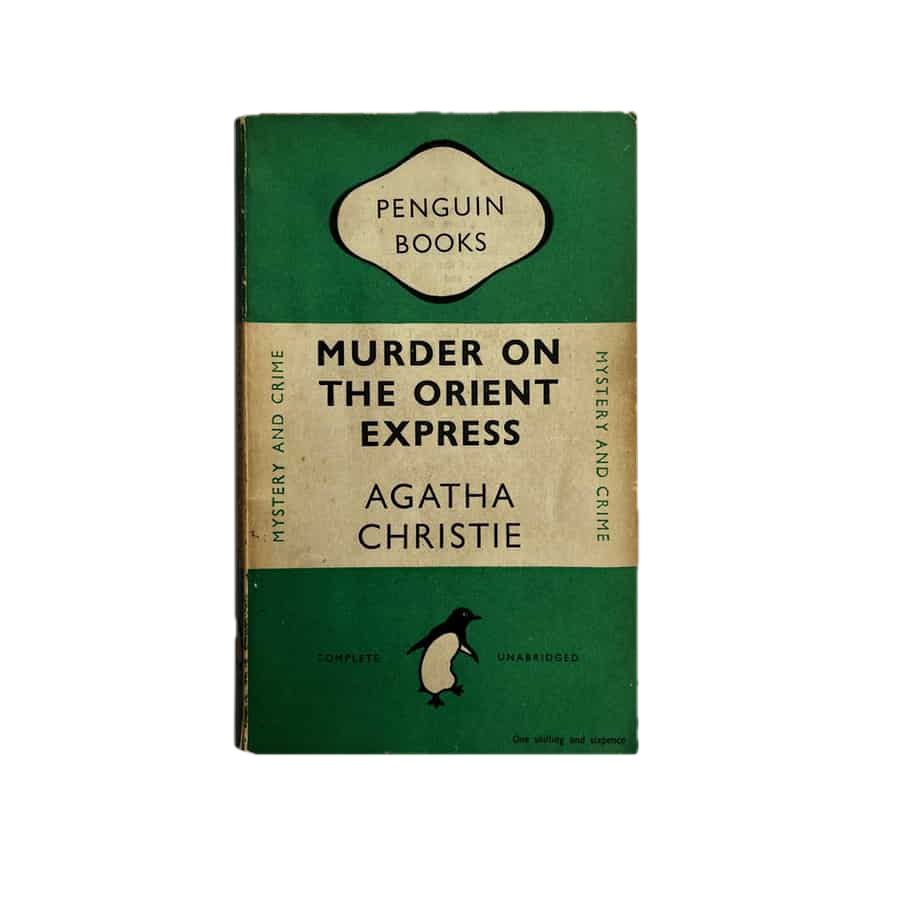 PENGUIN
BOOKS
MYSTERY AND CRIME
MURDER ON
THE ORIENT
EXPRESS
AGATHA
CHRISTIE
MYSTERY AND CRIME
COMPLETE
UNABRIDGED
One shilling and sixpence